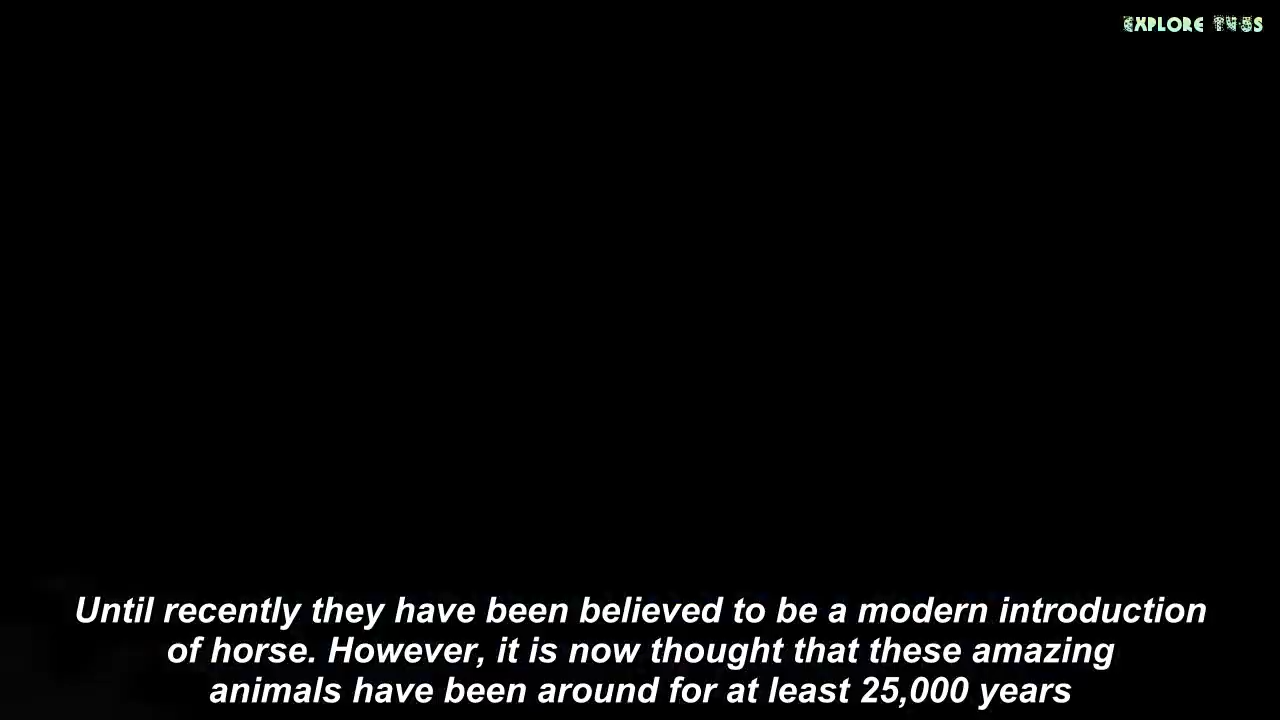 EXPLORE
Until recently they have been believed to be a modern introduction
of horse. However, it is now thought that these amazing
animals have been around for at least 25,000 years